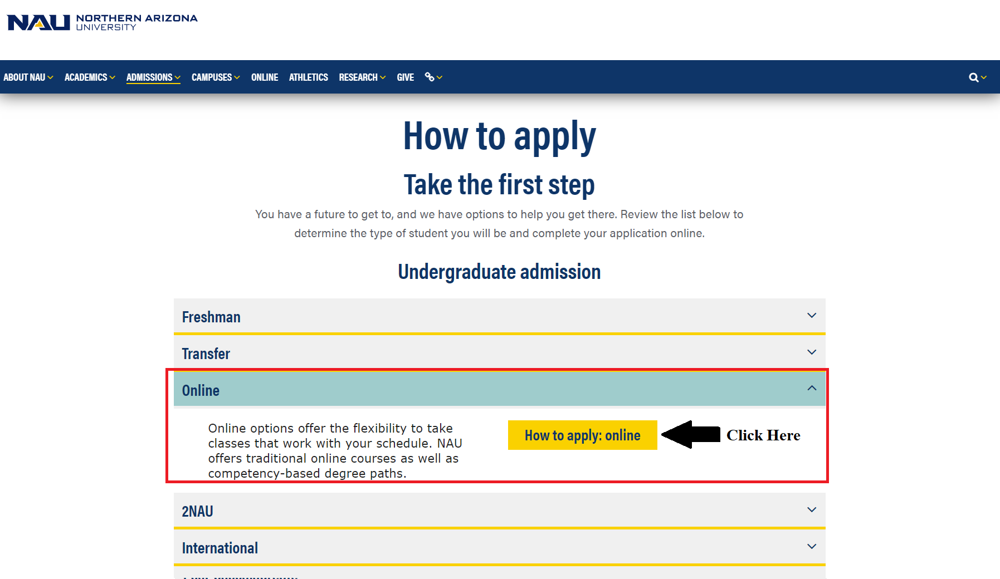 NAU NORTHERN ARIZONA
UNIVERSITY
ABOUT NAU ACADEMICS ADMISSIONS CAMPUSES ONLINE ATHLETICS RESEARCH GIVE
How to apply
Take the first step
You have a future to get to, and we have options to help you get there. Review the list below to
determine the type of student you will be and complete your application online.
Undergraduate admission
Freshman
Transfer
Online
Online options offer the flexibility to take
classes that work with your schedule. NAU
offers traditional online courses as well as
competency-based degree paths.
How to apply: online
Click Here
2NAU
International